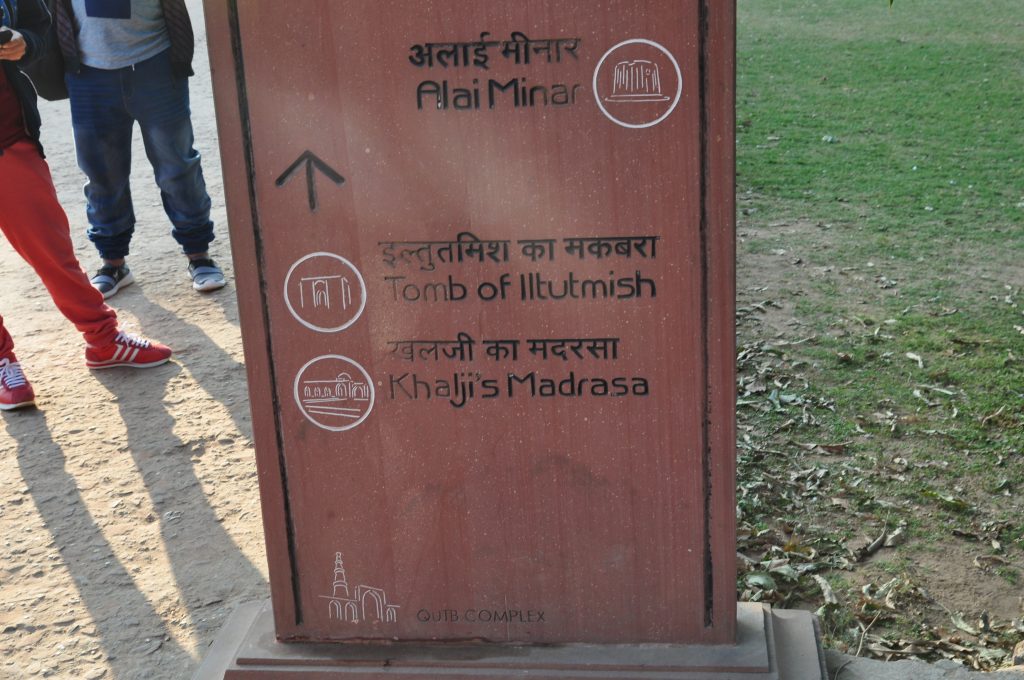 अलाई मीनार
Alai Minar
इल्तुतमिश का मकबरा
Tomb of Iltutmish
खलजी का मदरसा
Khalji's Madrasa
QUTB COMPLEX